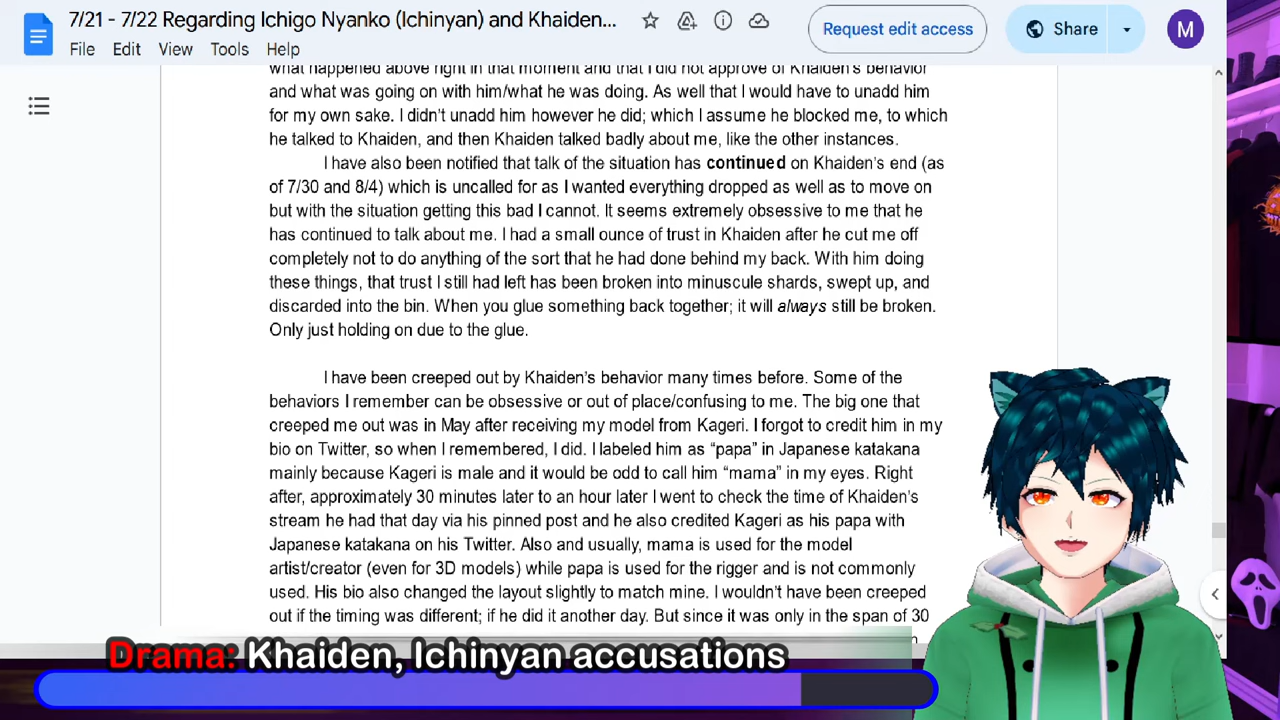 7/21 - 7/22 Regarding Ichigo Nyanko (Ichinyan) and Khaiden...
Request edit access
Share
M
File Edit View Tools Help
what happened above right in that moment and that I did not approve of Khaiden's behavior
and what was going on with him/what he was doing. As well that I would have to unadd him
for my own sake. I didn't unadd him however he did; which I assume he blocked me, to which
he talked to Khaiden, and then Khaiden talked badly about me, like the other instances.
I have also been notified that talk of the situation has continued on Khaiden's end (as
of 7/30 and 8/4) which is uncalled for as I wanted everything dropped as well as to move on
but with the situation getting this bad I cannot. It seems extremely obsessive to me that he
has continued to talk about me. I had a small ounce of trust in Khaiden after he cut me off
completely not to do anything of the sort that he had done behind my back. With him doing
these things, that trust I still had left has been broken into minuscule shards, swept up, and
discarded into the bin. When you glue something back together; it will always still be broken.
Only just holding on due to the glue.
I have been creeped out by Khaiden's behavior many times before. Some of the
behaviors I remember can be obsessive or out of place/confusing to me. The big one that
creeped me out was in May after receiving my model from Kageri. I forgot to credit him in my
bio on Twitter, so when I remembered, I did. I labeled him as “papa” in Japanese katakana
mainly because Kageri is male and it would be odd to call him “mama” in my eyes. Right
after, approximately 30 minutes later to an hour later I went to check the time of Khaiden's
stream he had that day via his pinned post and he also credited Kageri as his papa with
Japanese katakana on his Twitter. Also and usually, mama is used for the model
artist/creator (even for 3D models) while papa is used for the rigger and is not commonly
used. His bio also changed the layout slightly to match mine. I wouldn't have been creeped
out if the timing was different; if he did it another day. But since it was only in the span of 30
Drama: Khaiden, Ichinyan accusations